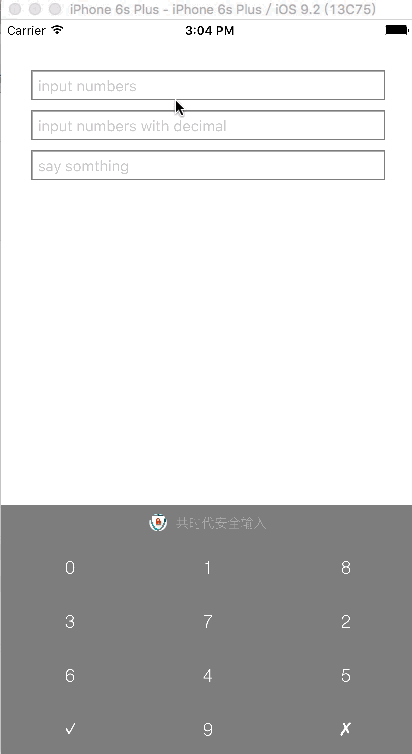 iPhone 6s Plus - iPhone 6s Plus / iOS 9.2 (13C75)
Carrier 3:04 PM
input numbers
input numbers with decimal
say somthing
共时代安全输入
0 1 8
3 7 2
6 4 5
✓ 9 ✗